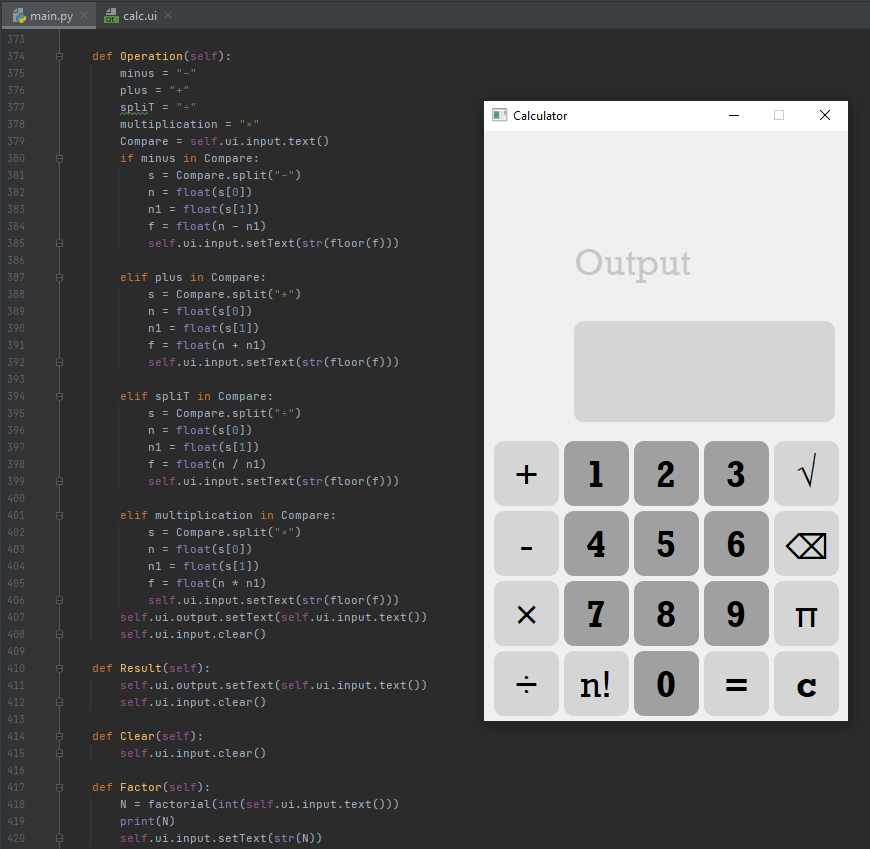 main.py calc.ui
373
374 def Operation(self):
375 minus = "-"
376 plus = "+"
377 spliT = "÷"
378 multiplication = "×"
379 Compare = self.ui.input.text()
380 if minus in Compare:
381 s = Compare.split("-")
382 n = float(s[0])
383 n1 = float(s[1])
384 f = float(n - n1)
385 self.ui.input.setText(str(floor(f)))
386
387 elif plus in Compare:
388 s = Compare.split("+")
389 n = float(s[0])
390 n1 = float(s[1])
391 f = float(n + n1)
392 self.ui.input.setText(str(floor(f)))
393
394 elif spliT in Compare:
395 s = Compare.split("÷")
396 n = float(s[0])
397 n1 = float(s[1])
398 f = float(n / n1)
399 self.ui.input.setText(str(floor(f)))
400
401 elif multiplication in Compare:
402 s = Compare.split("×")
403 n = float(s[0])
404 n1 = float(s[1])
405 f = float(n * n1)
406 self.ui.input.setText(str(floor(f)))
407 self.ui.output.setText(self.ui.input.text())
408 self.ui.input.clear()
409
410 def Result(self):
411 self.ui.output.setText(self.ui.input.text())
412 self.ui.input.clear()
413
414 def Clear(self):
415 self.ui.input.clear()
416
417 def Factor(self):
418 N = factorial(int(self.ui.input.text()))
419 print(N)
420 self.ui.input.setText(str(N))
Calculator
Output
+ 1 2 3 √
- 4 5 6 ⌫
× 7 8 9 π
÷ n! 0 = c